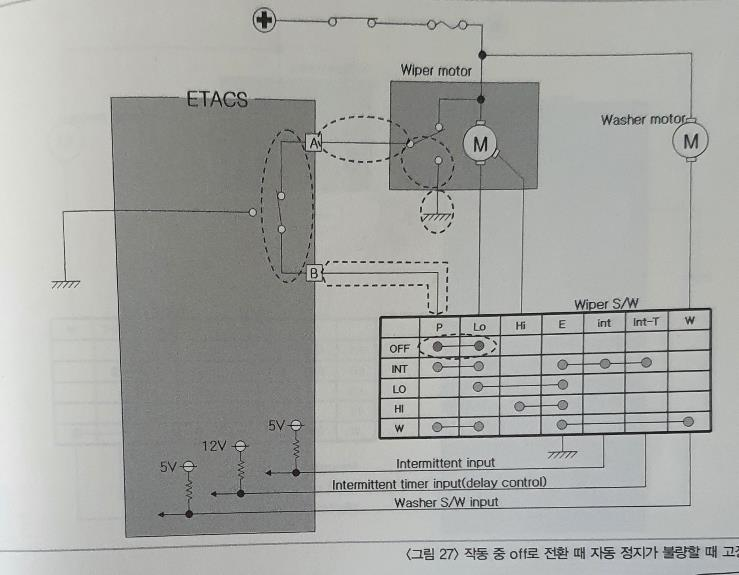 Wiper motor
ETACS
Washer motor
A
M
M
B
Wiper S/W
P Lo Hi E int Int-T W
OFF
INT
LO
HI
W
5V
12V
5V
Intermittent input
Intermittent timer input(delay control)
Washer S/W input
〈그림 27〉 작동 중 off로 전환 때 자동 정지가 불량할 때